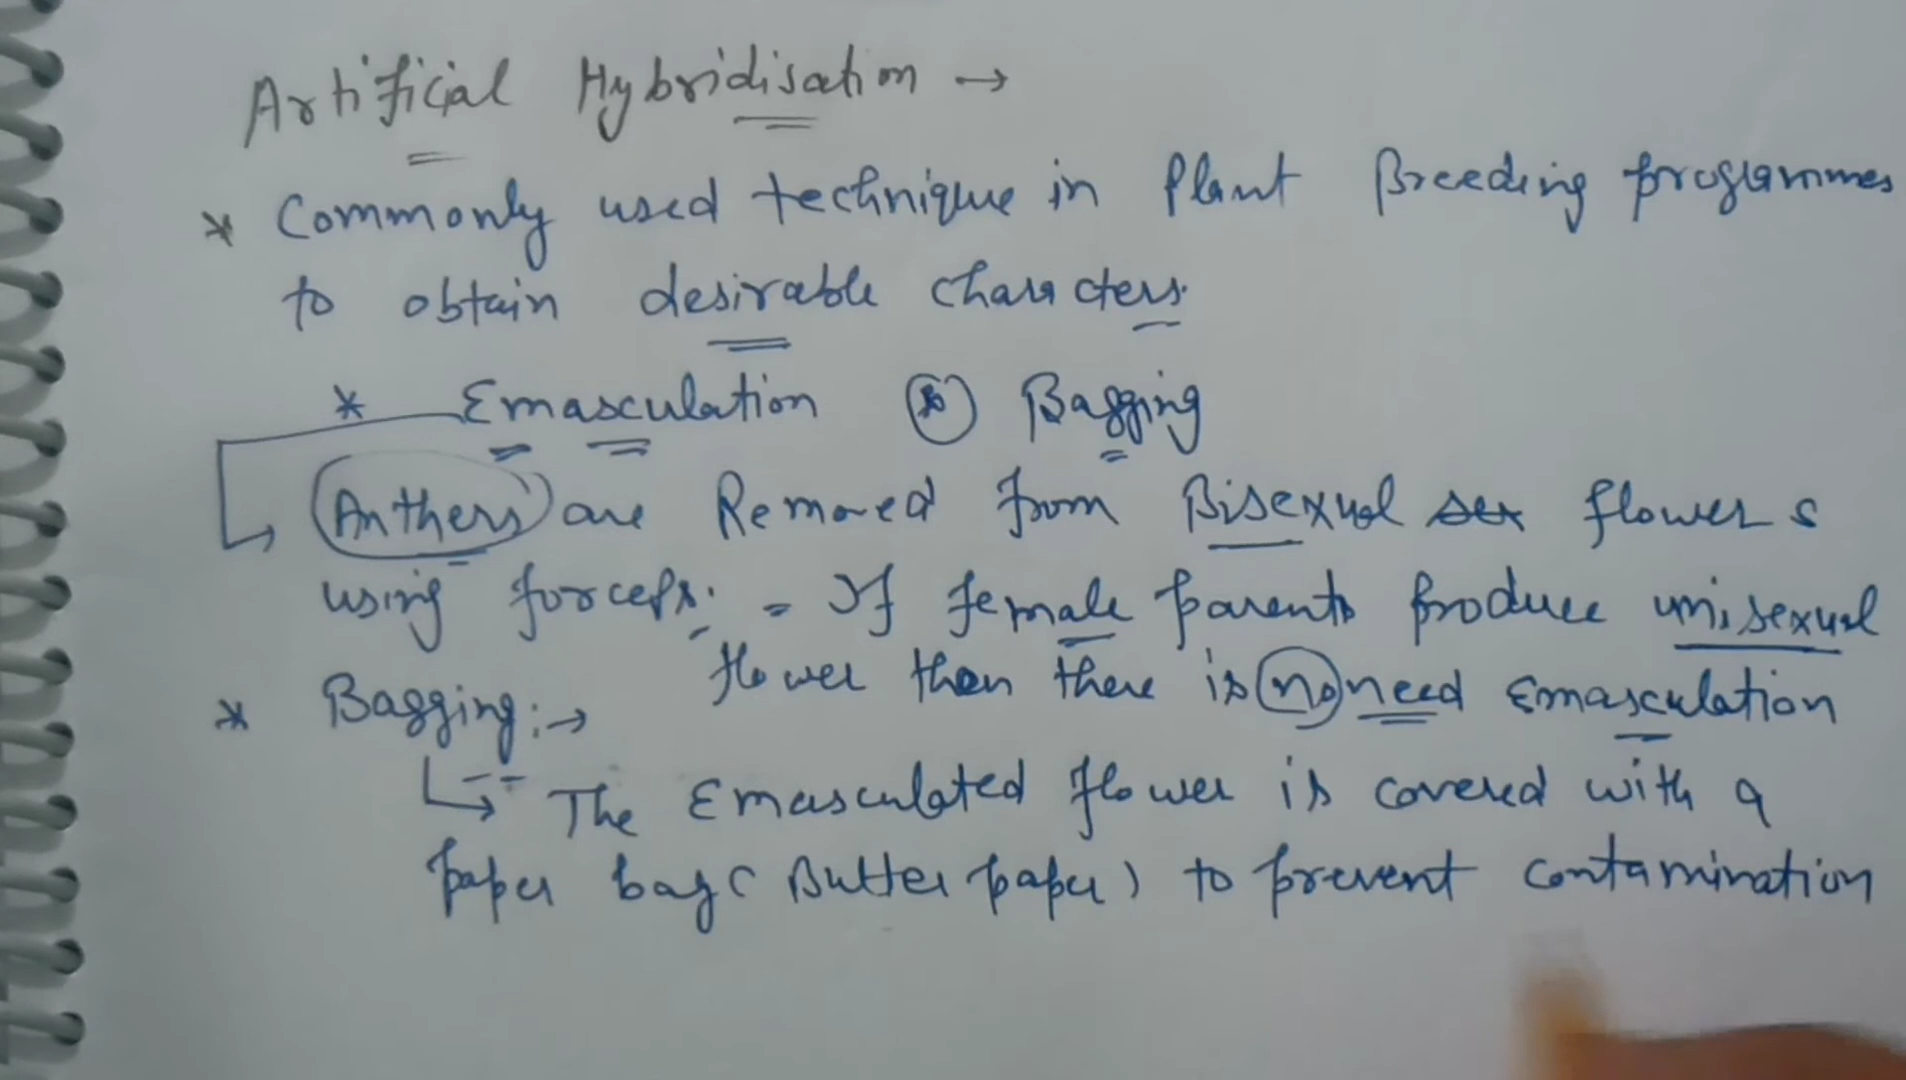 Artificial Hybridisation →
* Commonly used technique in Plant Breeding programmes
to obtain desirable characters.
* Emasculation * Bagging
Anthers are Removed from Bisexual sex flowers
using forceps. = If female parents produce unisexual
flower then there is no need Emasculation
* Bagging :→
The Emasculated flower is covered with a
paper bag (Butter paper) to prevent contamination